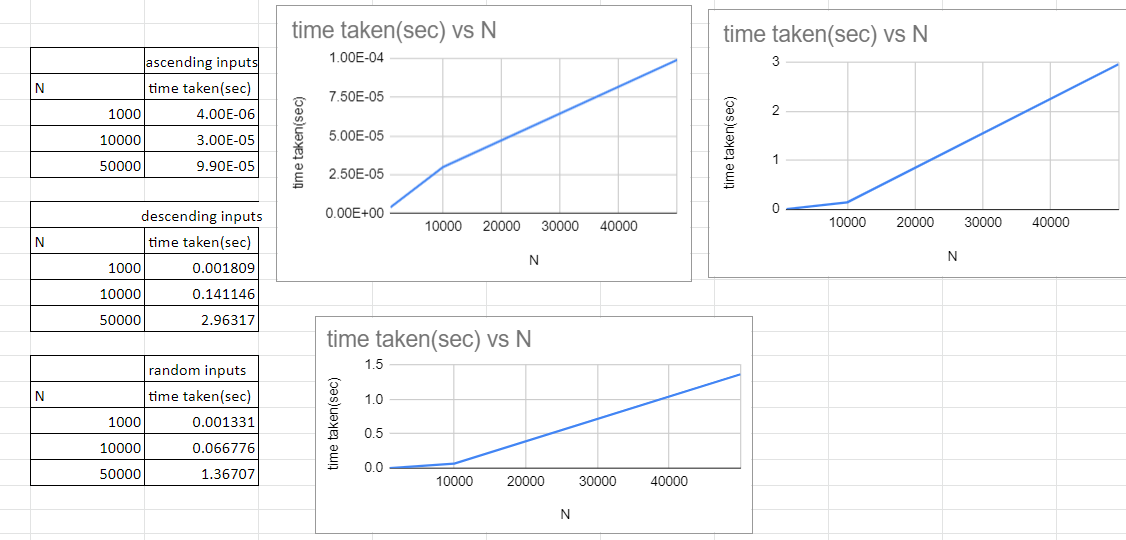 ascending inputs
N time taken(sec)
1000 4.00E-06
10000 3.00E-05
50000 9.90E-05
descending inputs
N time taken(sec)
1000 0.001809
10000 0.141146
50000 2.96317
random inputs
N time taken(sec)
1000 0.001331
10000 0.066776
50000 1.36707
time taken(sec) vs N
time taken(sec)
1.00E-04
7.50E-05
5.00E-05
2.50E-05
0.00E+00
10000 20000 30000 40000
N
time taken(sec) vs N
time taken(sec)
3
2
1
0
10000 20000 30000 40000
N
time taken(sec) vs N
time taken(sec)
1.5
1.0
0.5
0.0
10000 20000 30000 40000
N